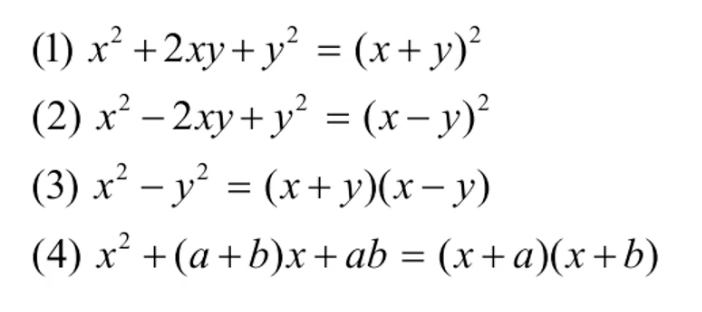 (1) x² + 2xy + y² = (x + y)²
(2) x² − 2xy + y² = (x − y)²
(3) x² − y² = (x + y)(x − y)
(4) x² + (a + b)x + ab = (x + a)(x + b)